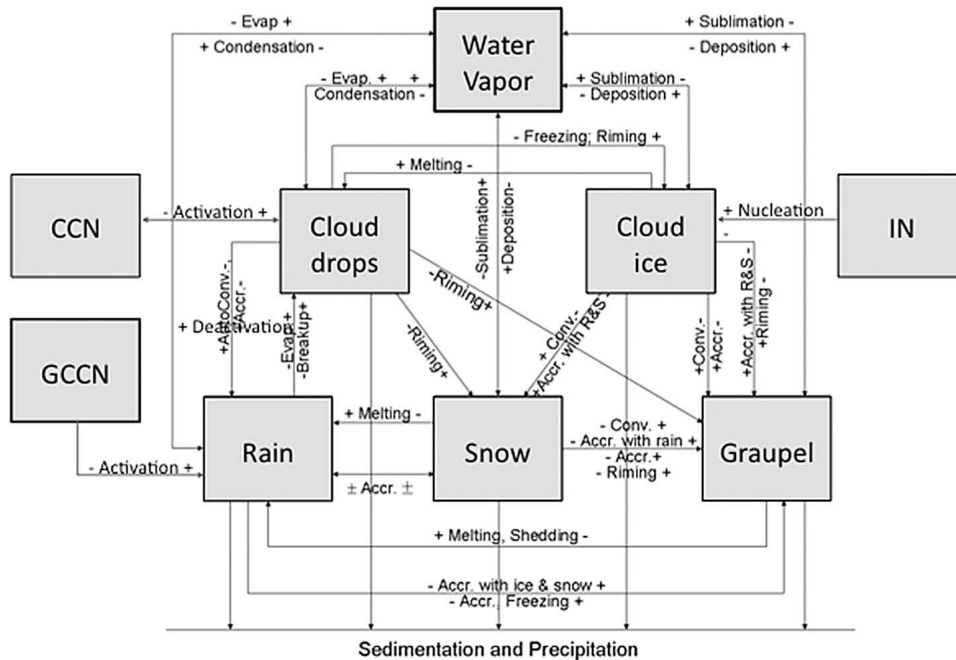 - Evap +
+ Condensation -
Water
Vapor
+ Sublimation -
- Deposition +
- Evap. + +
Condensation -
+ Sublimation -
- Deposition +
- Freezing; Riming +
+ Melting -
CCN
- Activation +
Cloud
drops
-Sublimation+
+Deposition-
Cloud
ice
+ Nucleation
-
IN
-Riming+
+AutoConv.-,
Accr.-
+ Deactivation
-Evap+
-Breakup+
-Riming+
+ Conv.-
+Accr. with R&S -
+Conv.-
+Accr.-
+Accr. with R&S -
+Riming -
GCCN
- Activation +
Rain
+ Melting -
± Accr. ±
Snow
- Conv. +
- Accr. with rain +
- Accr.+
- Riming +
Graupel
+ Melting, Shedding -
- Accr. with ice & snow +
- Accr., Freezing +
Sedimentation and Precipitation